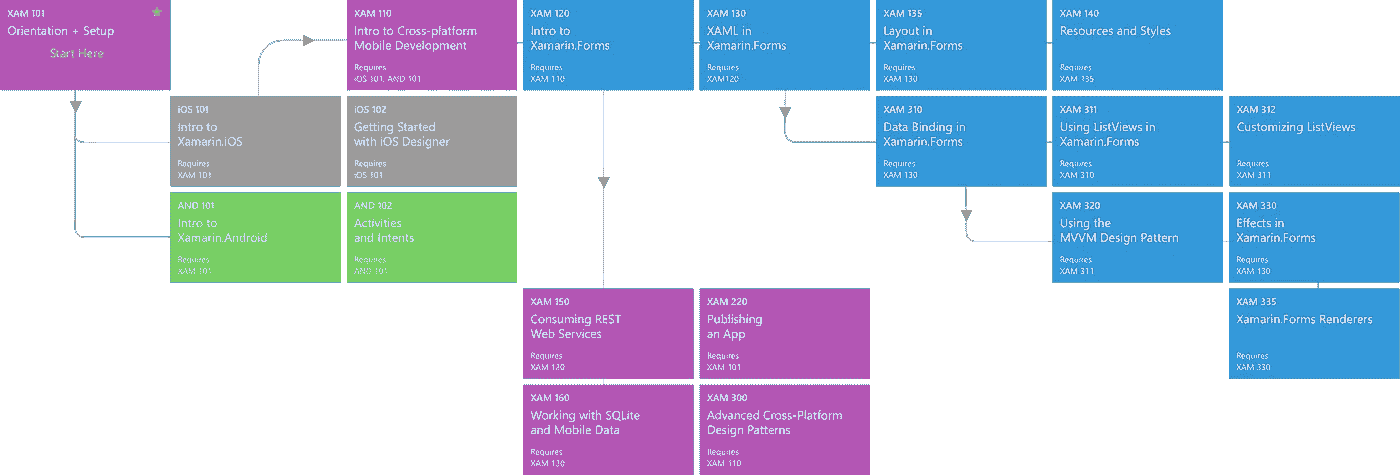 XAM 101
Orientation + Setup
Start Here
XAM 110
Intro to Cross-platform
Mobile Development
Requires
iOS 101, AND 101
XAM 120
Intro to
Xamarin.Forms
Requires
XAM 110
XAM 130
XAML in
Xamarin.Forms
Requires
XAM120
XAM 135
Layout in
Xamarin.Forms
Requires
XAM 130
XAM 140
Resources and Styles
Requires
XAM 135
iOS 101
Intro to
Xamarin.iOS
Requires
XAM 101
iOS 102
Getting Started
with iOS Designer
Requires
iOS 101
XAM 310
Data Binding in
Xamarin.Forms
Requires
XAM 130
XAM 311
Using ListViews in
Xamarin.Forms
Requires
XAM 310
XAM 312
Customizing ListViews
Requires
XAM 311
AND 101
Intro to
Xamarin.Android
Requires
XAM 101
AND 102
Activities
and Intents
Requires
AND 101
XAM 320
Using the
MVVM Design Pattern
Requires
XAM 311
XAM 330
Effects in
Xamarin.Forms
Requires
XAM 130
XAM 150
Consuming REST
Web Services
Requires
XAM 120
XAM 220
Publishing
an App
Requires
XAM 101
XAM 335
Xamarin.Forms Renderers
Requires
XAM 330
XAM 160
Working with SQLite
and Mobile Data
Requires
XAM 130
XAM 300
Advanced Cross-Platform
Design Patterns
Requires
XAM 110